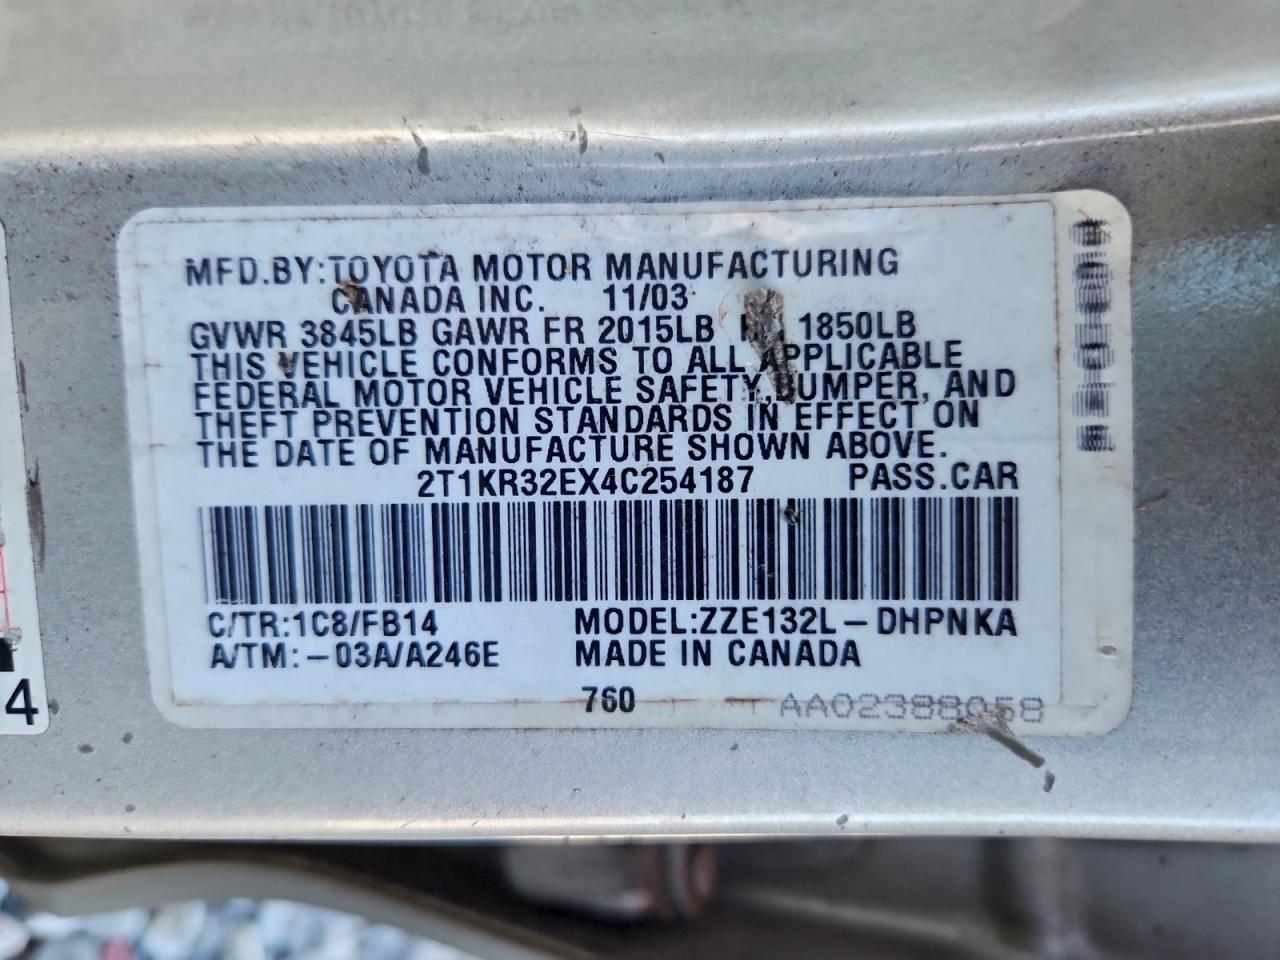 MFD.BY:TOYOTA MOTOR MANUFACTURING
CANADA INC. 11/03
GVWR 3845LB GAWR FR 2015LB 1850LB
THIS VEHICLE CONFORMS TO ALL APPLICABLE
FEDERAL MOTOR VEHICLE SAFETY,BUMPER, AND
THEFT PREVENTION STANDARDS IN EFFECT ON
THE DATE OF MANUFACTURE SHOWN ABOVE.
2T1KR32EX4C254187 PASS.CAR
C/TR:1C8/FB14 MODEL:ZZE132L-DHPNKA
A/TM:-03A/A246E MADE IN CANADA
760 AA02388058
4